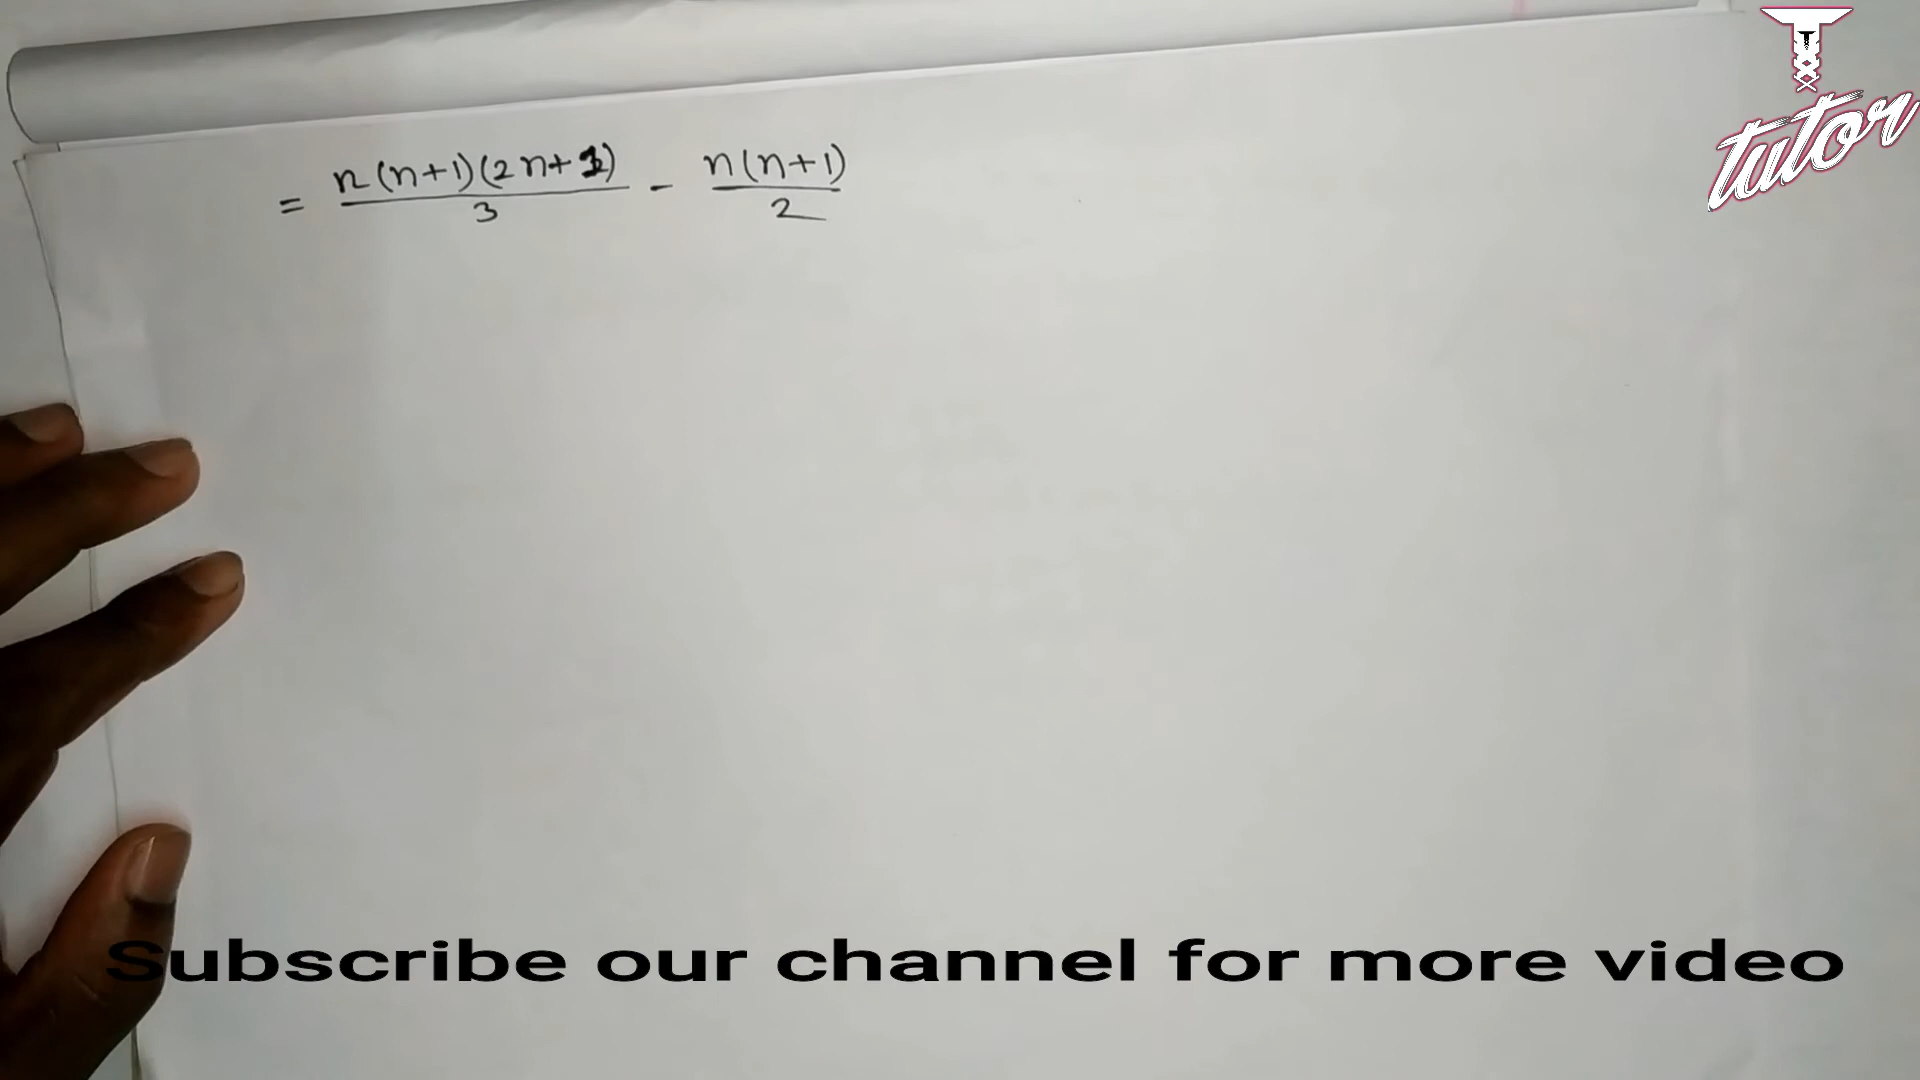 = n(n+1)(2n+1)/3 - n(n+1)/2
T
tutor
Subscribe our channel for more video